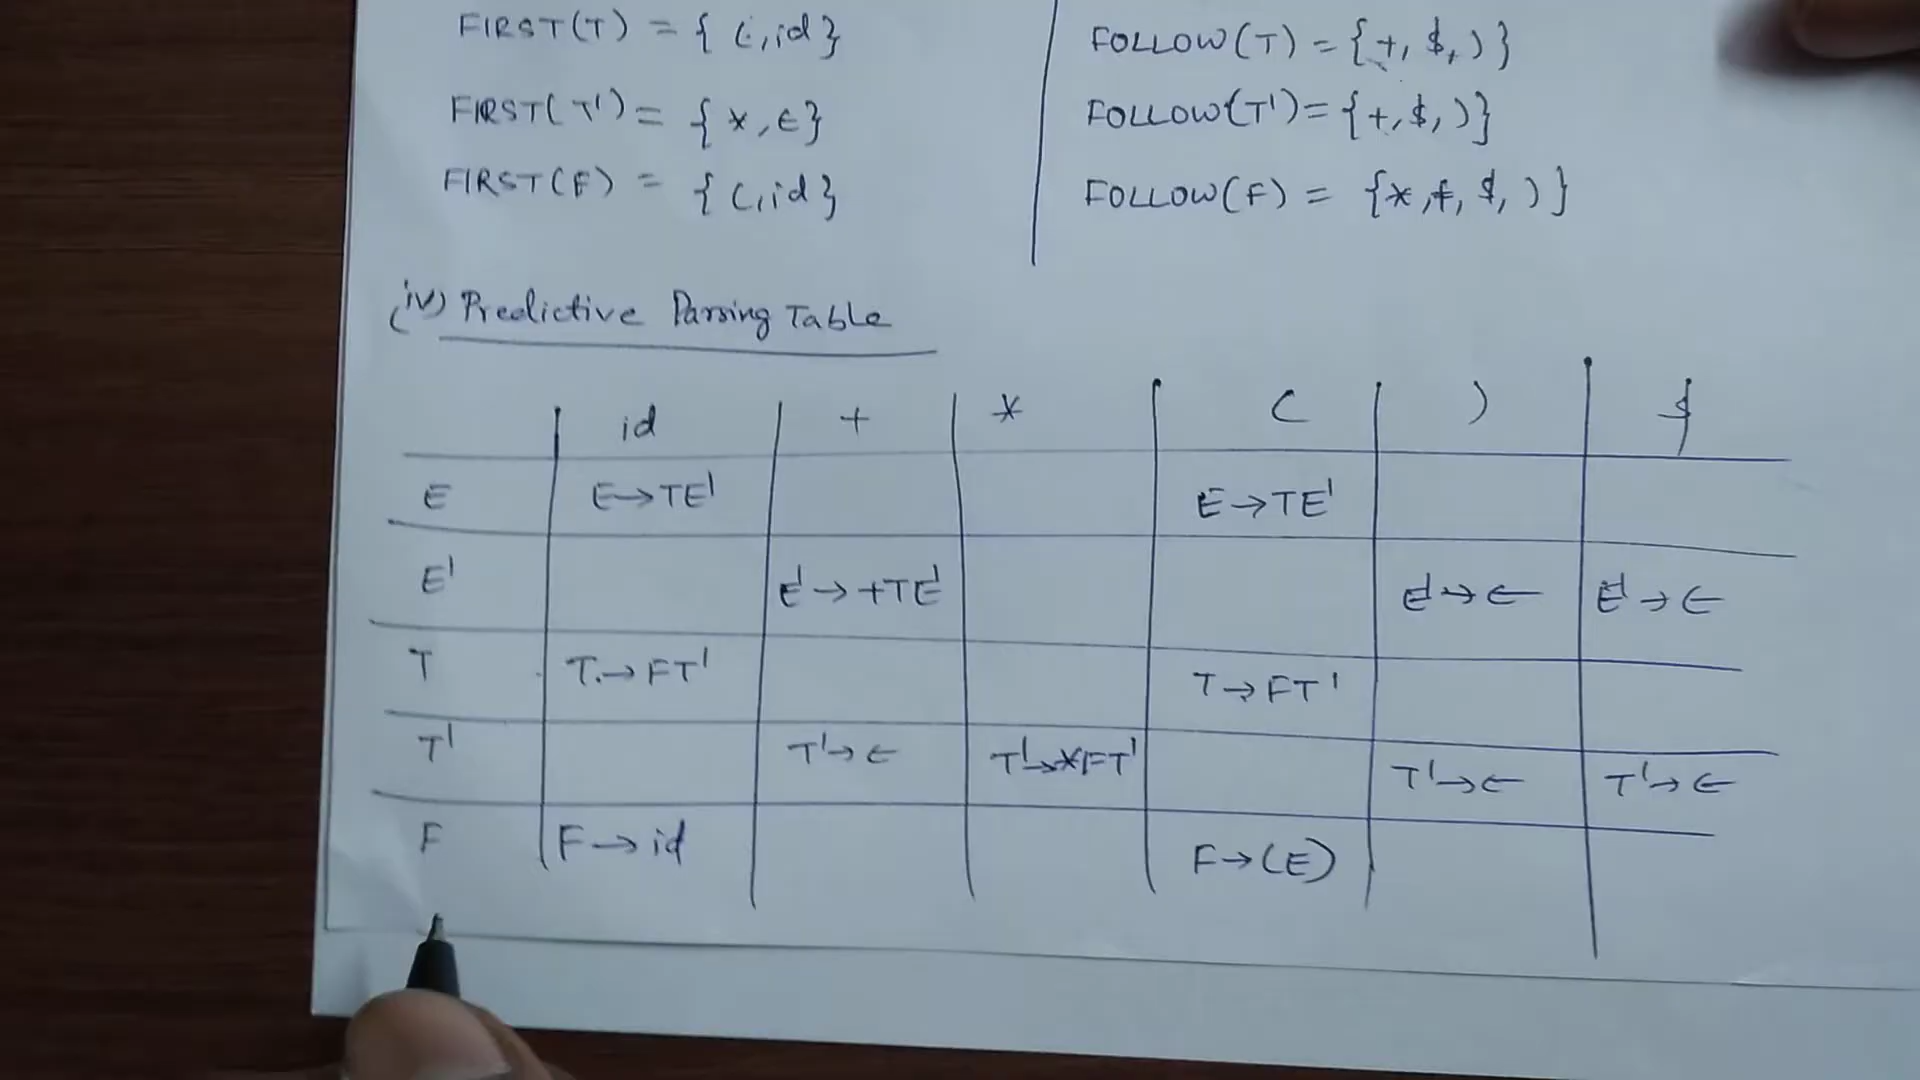 FIRST(T) = { (, id}
FIRST(T') = { *, ∈}
FIRST(F) = { (, id}
FOLLOW(T) = {+, $, )}
FOLLOW(T') = {+, $, )}
FOLLOW(F) = {*, +, $, )}
(iv) Predictive Parsing Table
id + * ( ) $
E E→TE' E→TE'
E' E'→+TE' E'→∈ E'→∈
T T→FT' T→FT'
T' T'→∈ T'→*FT' T'→∈ T'→∈
F F→id F→(E)